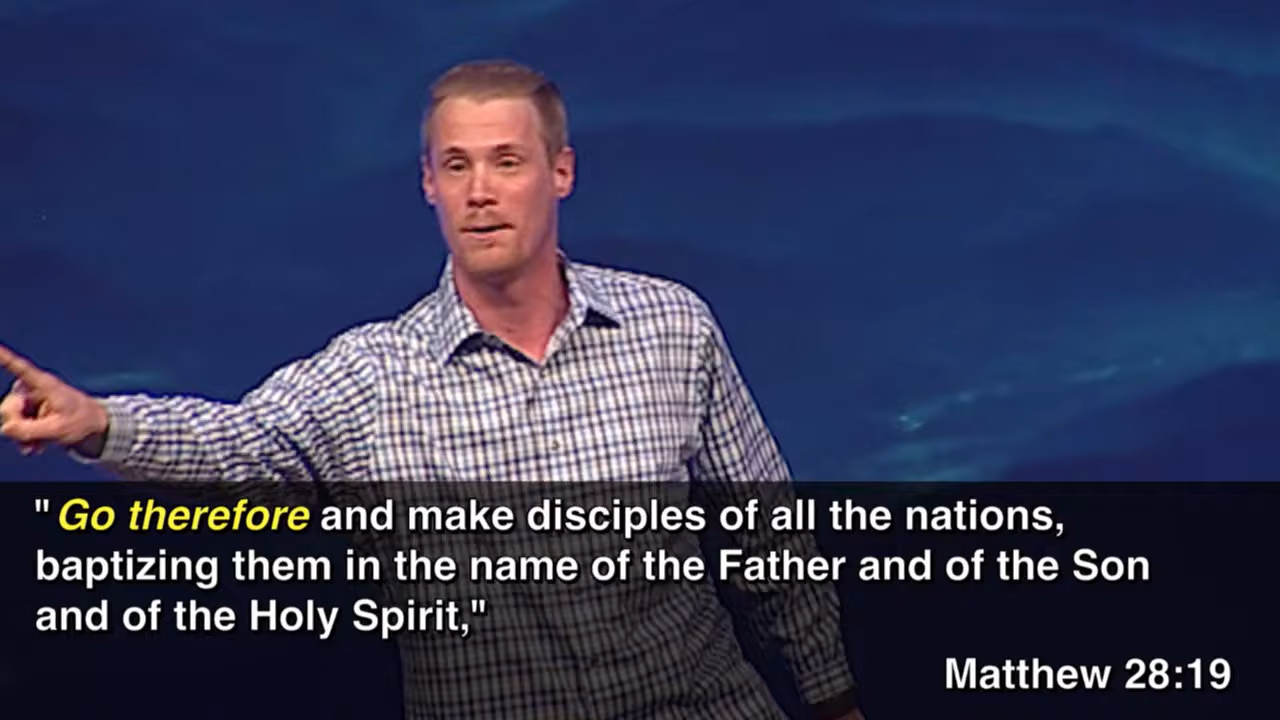 "Go therefore and make disciples of all the nations,
baptizing them in the name of the Father and of the Son
and of the Holy Spirit,"
Matthew 28:19